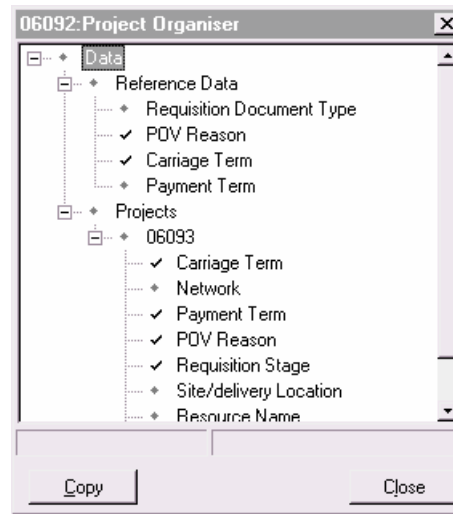 06092:Project Organiser
Data
Reference Data
Requisition Document Type
POV Reason
Carriage Term
Payment Term
Projects
06093
Carriage Term
Network
Payment Term
POV Reason
Requisition Stage
Site/delivery Location
Resource Name
Copy
Close